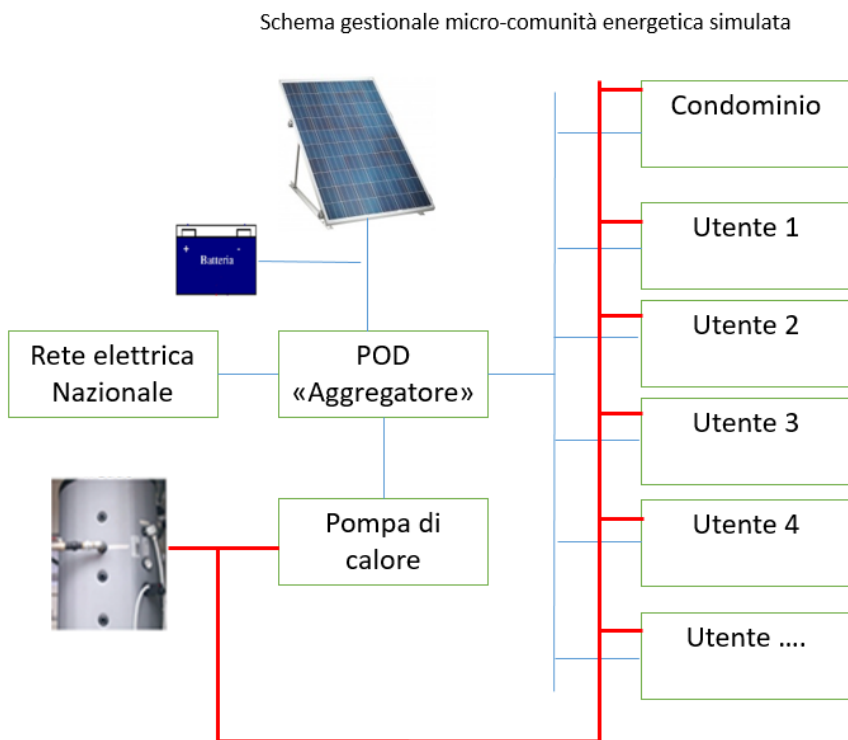 Schema gestionale micro-comunità energetica simulata
Condominio
+ -
Batteria
Utente 1
Rete elettrica
Nazionale
POD
«Aggregatore»
Utente 2
Utente 3
Pompa di
calore
Utente 4
Utente ....